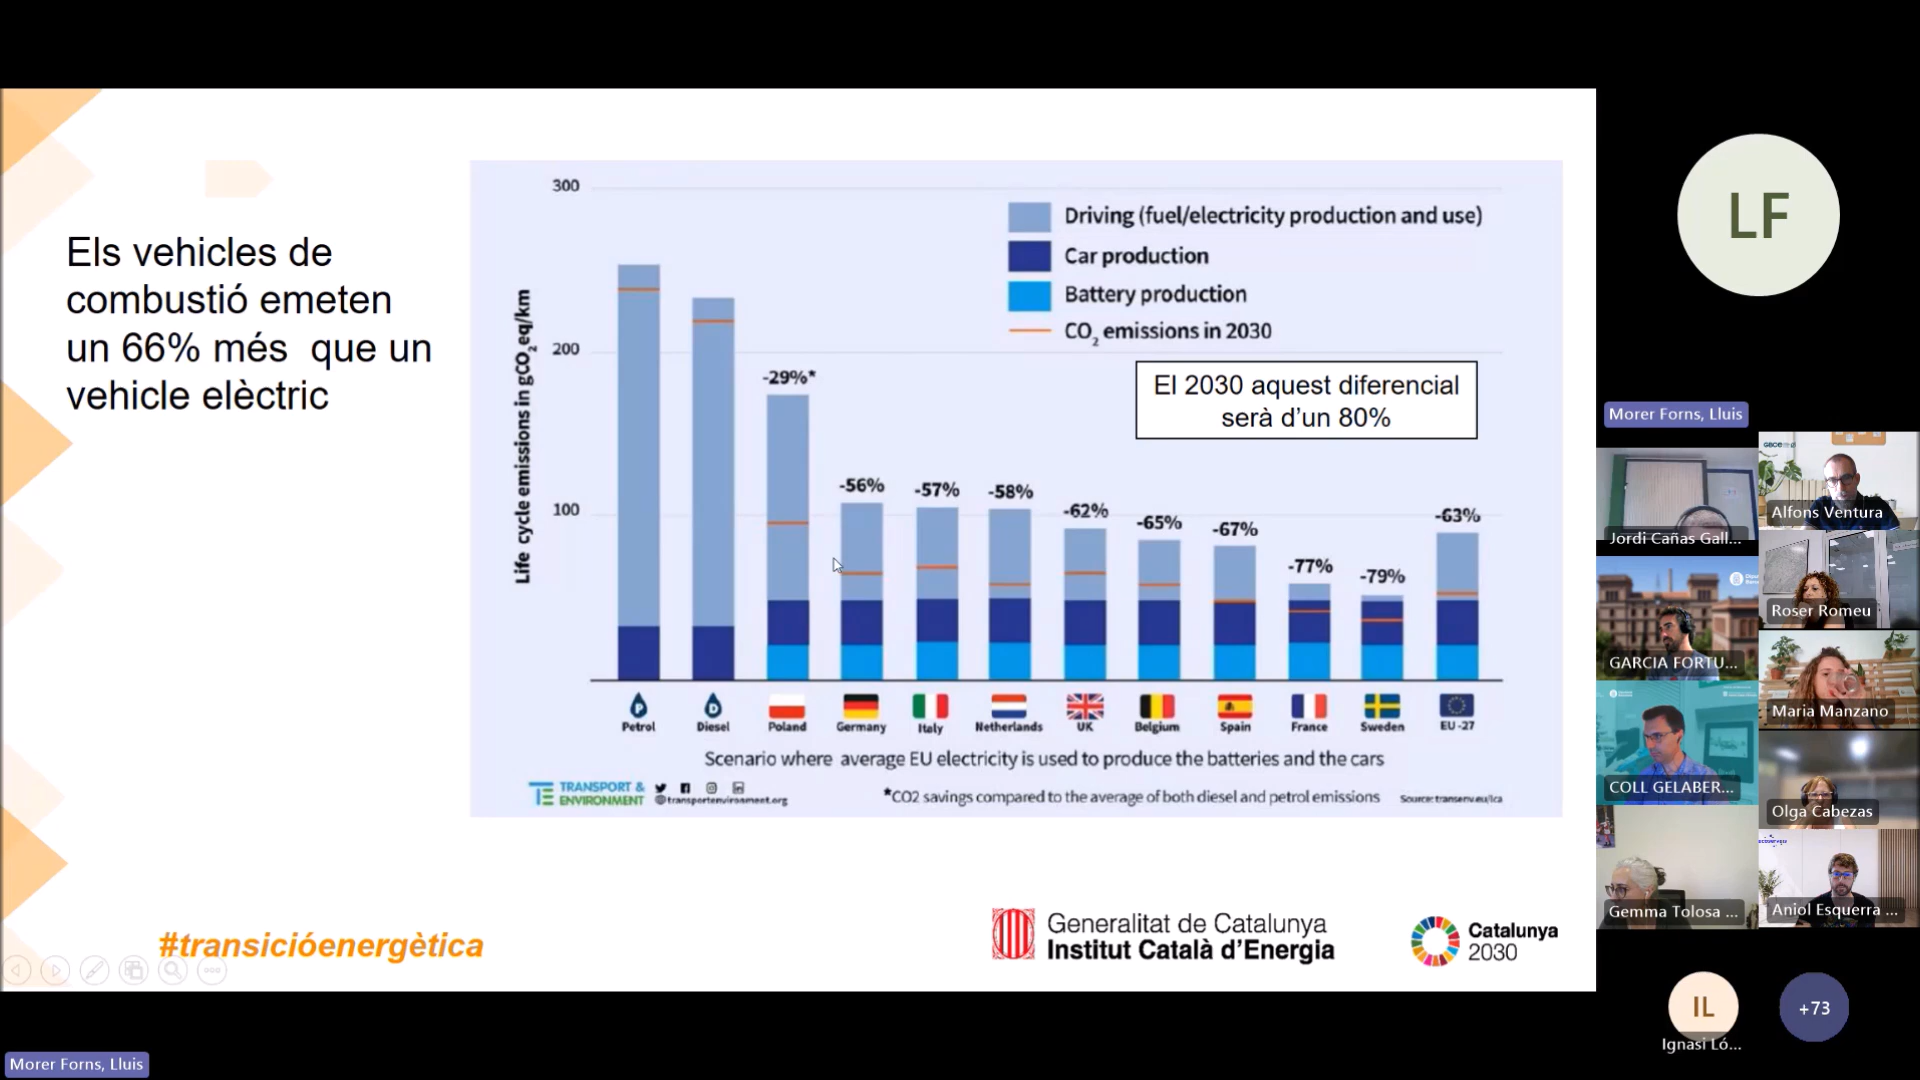 Els vehicles de
combustió emeten
un 66% més  que un
vehicle elèctric
Life cycle emissions in gCO₂eq/km
300
200
100
Driving (fuel/electricity production and use)
Car production
Battery production
CO₂ emissions in 2030
El 2030 aquest diferencial
serà d'un 80%
-29%*
-56%
-57%
-58%
-62%
-65%
-67%
-77%
-79%
-63%
P
D
Petrol
Diesel
Poland
Germany
Italy
Netherlands
UK
Belgium
Spain
France
Sweden
EU -27
Scenario where average EU electricity is used to produce the batteries and the cars
TRANSPORT &
ENVIRONMENT
@transportenvironment.org
*CO2 savings compared to the average of both diesel and petrol emissions
Source: transenv.eu/lca
#transicióenergètica
Generalitat de Catalunya
Institut Català d'Energia
Catalunya
2030
LF
Morer Forns, Lluis
Jordi Cañas Gall...
Alfons Ventura
GARCIA FORTU...
Roser Romeu
Maria Manzano
COLL GELABER...
Olga Cabezas
Gemma Tolosa ...
Aniol Esquerra ...
IL
Ignasi Ló...
+73
Morer Forns, Lluis